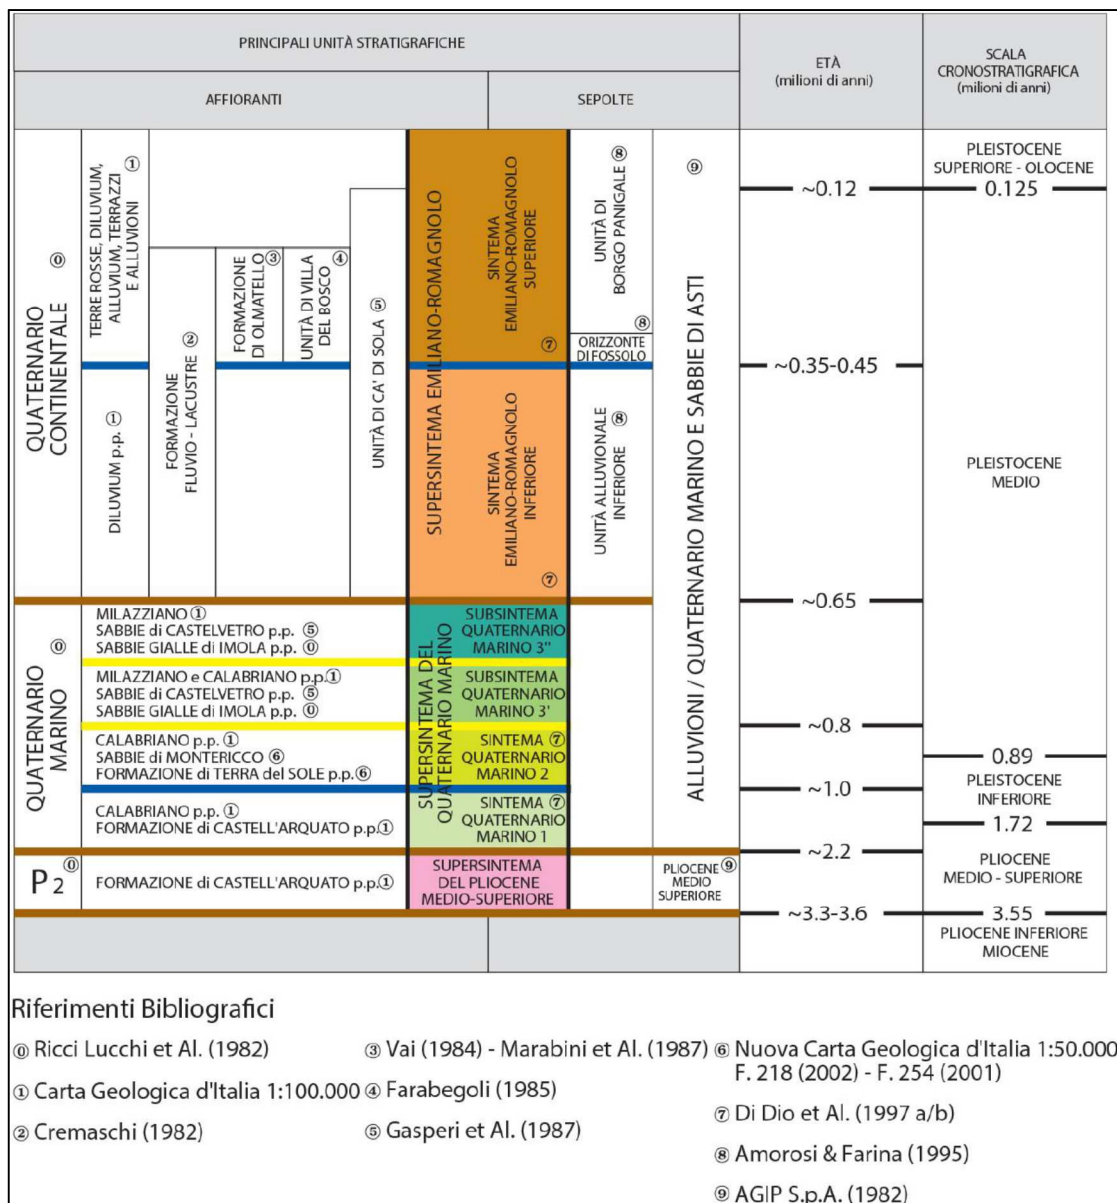 PRINCIPALI UNITÀ STRATIGRAFICHE
ETÀ
(milioni di anni)
SCALA
CRONOSTRATIGRAFICA
(milioni di anni)
AFFIORANTI
SEPOLTE
QUATERNARIO
CONTINENTALE ⓪
TERRE ROSSE, DILUVIUM,
ALLUVIUM, TERRAZZI
E ALLUVIONI ①
DILUVIUM p.p. ①
FORMAZIONE
FLUVIO - LACUSTRE ②
FORMAZIONE
DI OLMATELLO ③
UNITÀ DI VILLA
DEL BOSCO ④
UNITÀ DI CA' DI SOLA ⑤
SUPERSINTEMA EMILIANO-ROMAGNOLO
SINTEMA
EMILIANO-ROMAGNOLO
SUPERIORE
⑦
SINTEMA
EMILIANO-ROMAGNOLO
INFERIORE
⑦
UNITÀ DI
BORGO PANIGALE ⑧
⑧
ORIZZONTE
DI FOSSOLO
UNITÀ ALLUVIONALE
INFERIORE ⑧
ALLUVIONI / QUATERNARIO MARINO E SABBIE DI ASTI
⑨
QUATERNARIO
MARINO ⓪
MILAZZIANO ①
SABBIE di CASTELVETRO p.p. ⑤
SABBIE GIALLE di IMOLA p.p. ⓪
MILAZZIANO e CALABRIANO p.p. ①
SABBIE di CASTELVETRO p.p. ⑤
SABBIE GIALLE di IMOLA p.p. ⓪
CALABRIANO p.p. ①
SABBIE di MONTERICCO ⑥
FORMAZIONE di TERRA del SOLE p.p. ⑥
CALABRIANO p.p. ①
FORMAZIONE di CASTELL'ARQUATO p.p. ①
SUPERSINTEMA DEL
QUATERNARIO MARINO
SUBSINTEMA
QUATERNARIO
MARINO 3"
SUBSINTEMA
QUATERNARIO
MARINO 3'
SINTEMA ⑦
QUATERNARIO
MARINO 2
SINTEMA ⑦
QUATERNARIO
MARINO 1
P2 ⓪
FORMAZIONE di CASTELL'ARQUATO p.p. ①
SUPERSINTEMA
DEL PLIOCENE
MEDIO-SUPERIORE
PLIOCENE ⑨
MEDIO
SUPERIORE
~0.12
~0.35-0.45
~0.65
~0.8
~1.0
~2.2
~3.3-3.6
PLEISTOCENE
SUPERIORE - OLOCENE
0.125
PLEISTOCENE
MEDIO
0.89
PLEISTOCENE
INFERIORE
1.72
PLIOCENE
MEDIO - SUPERIORE
3.55
PLIOCENE INFERIORE
MIOCENE
Riferimenti Bibliografici
⓪ Ricci Lucchi et Al. (1982)
① Carta Geologica d'Italia 1:100.000
② Cremaschi (1982)
③ Vai (1984) - Marabini et Al. (1987)
④ Farabegoli (1985)
⑤ Gasperi et Al. (1987)
⑥ Nuova Carta Geologica d'Italia 1:50.000
F. 218 (2002) - F. 254 (2001)
⑦ Di Dio et Al. (1997 a/b)
⑧ Amorosi & Farina (1995)
⑨ AGIP S.p.A. (1982)